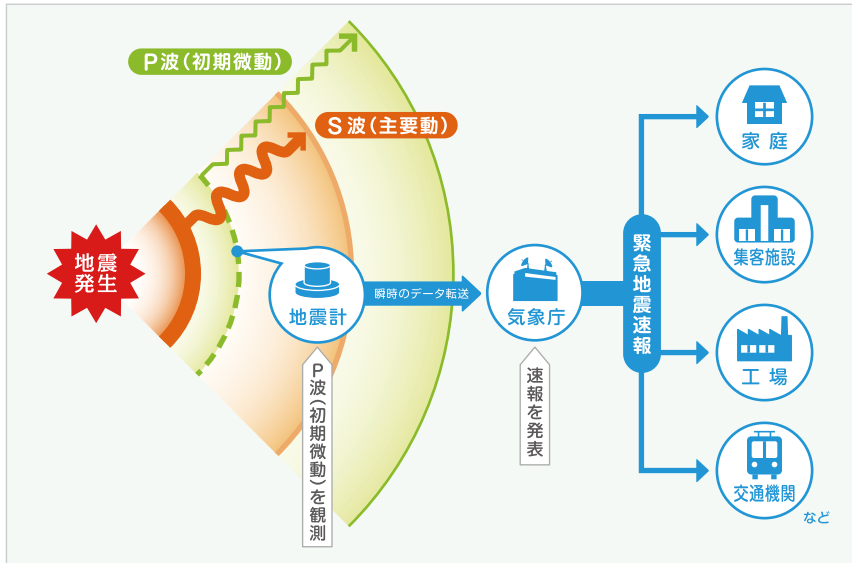 P波(初期微動)
S波(主要動)
地震
発生
地震計
P波(初期微動)を観測
瞬時のデータ転送
気象庁
速報を発表
緊急地震速報
家庭
集客施設
工場
交通機関
など